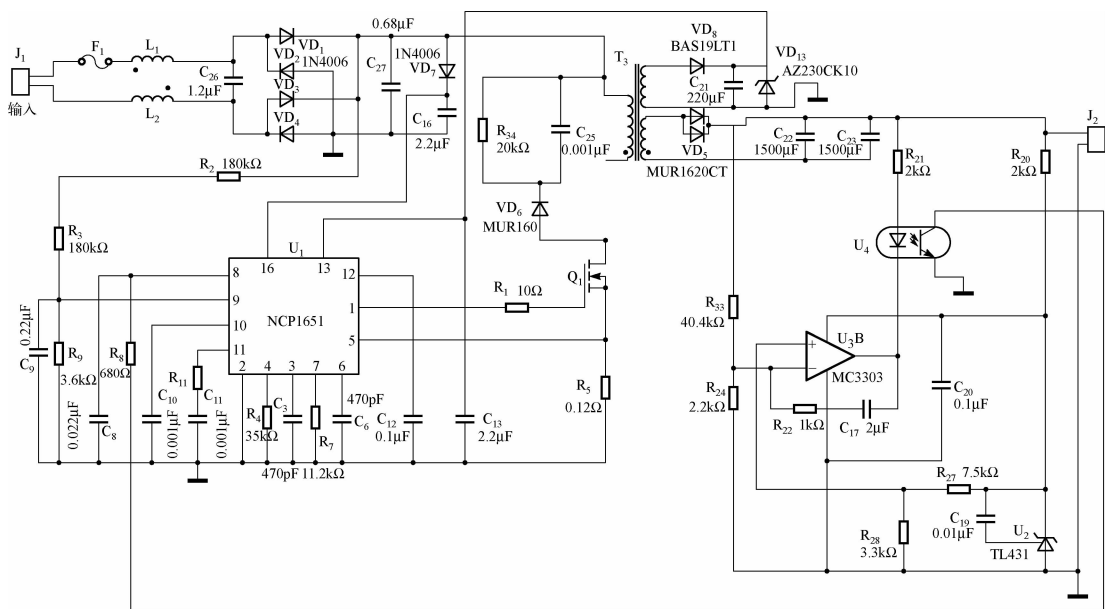 J1
输入
F1
L1
L2
C26
1.2μF
VD1
1N4006
VD2
VD3
VD4
0.68μF
C27
1N4006
VD7
C16
2.2μF
T3
R34
20kΩ
C25
0.001μF
VD6
MUR160
VD8
BAS19LT1
C21
220μF
VD13
AZ230CK10
VD5
MUR1620CT
C22
1500μF
C23
1500μF
J2
R21
2kΩ
R20
2kΩ
U4
R2 180kΩ
R3
180kΩ
U1
16
13
8
9
10
11
12
1
5
2
4
3
7
6
NCP1651
R1 10Ω
Q1
R5
0.12Ω
0.22μF
C9
R9
3.6kΩ
R8
680Ω
0.022μF
C8
C10
0.001μF
R11
C11
0.001μF
R4
35kΩ
C3
470pF
R7
11.2kΩ
470pF
C6
C12
0.1μF
C13
2.2μF
R33
40.4kΩ
R24
2.2kΩ
+
−
U3B
MC3303
R22
1kΩ
C17
2μF
C20
0.1μF
R27 7.5kΩ
R28
3.3kΩ
C19
0.01μF
U2
TL431